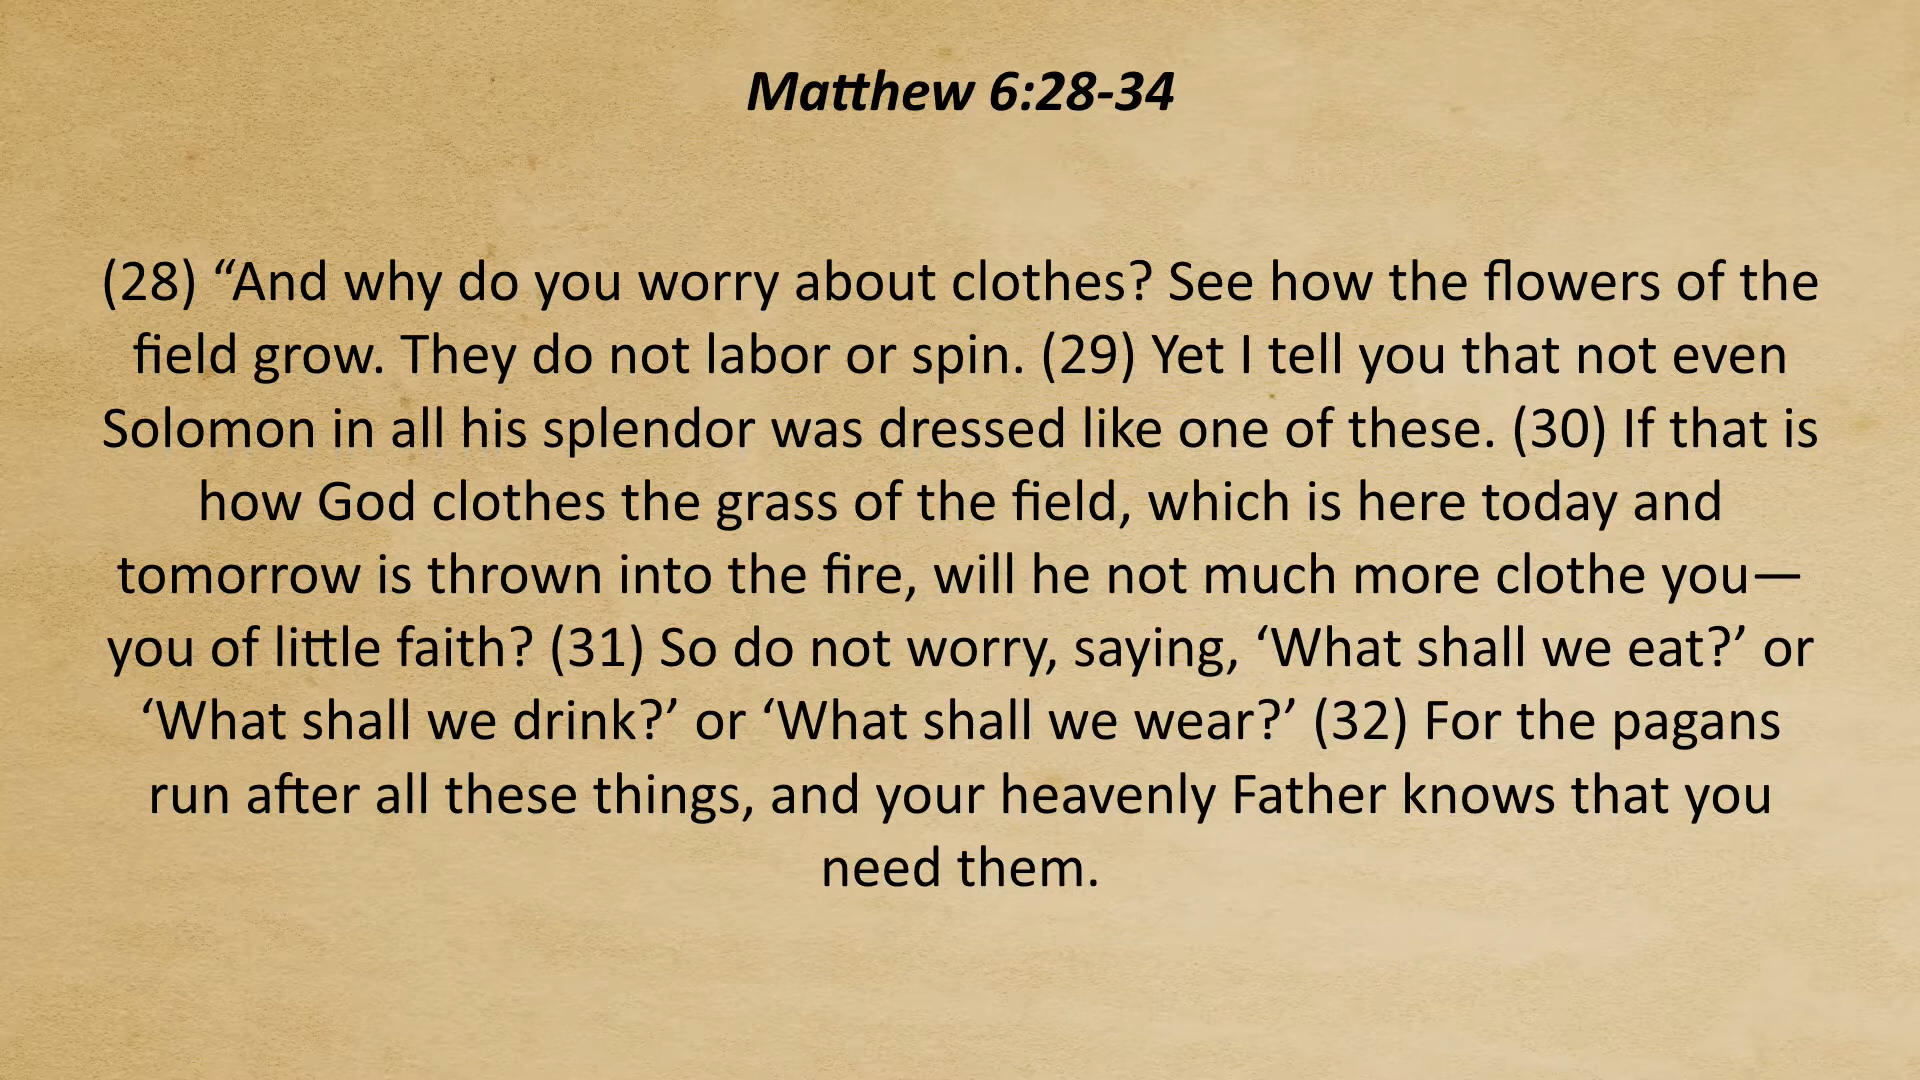 Matthew 6:28-34
(28) “And why do you worry about clothes? See how the flowers of the
field grow. They do not labor or spin. (29) Yet I tell you that not even
Solomon in all his splendor was dressed like one of these. (30) If that is
how God clothes the grass of the field, which is here today and
tomorrow is thrown into the fire, will he not much more clothe you—
you of little faith? (31) So do not worry, saying, ‘What shall we eat?’ or
‘What shall we drink?’ or ‘What shall we wear?’ (32) For the pagans
run after all these things, and your heavenly Father knows that you
need them.